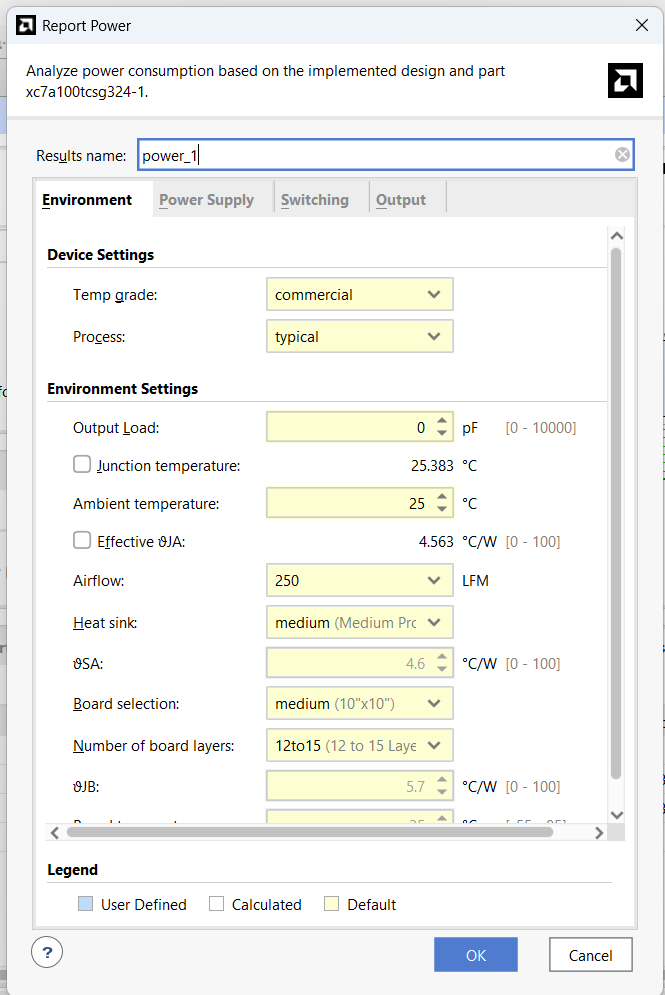 Report Power
Analyze power consumption based on the implemented design and part
xc7a100tcsg324-1.
Results name: power_1
Environment Power Supply Switching Output
Device Settings
Temp grade: commercial
Process: typical
Environment Settings
Output Load: 0 pF [0 - 10000]
Junction temperature: 25.383 °C
Ambient temperature: 25 °C
Effective ϑJA: 4.563 °C/W [0 - 100]
Airflow: 250 LFM
Heat sink: medium (Medium Prc
ϑSA: 4.6 °C/W [0 - 100]
Board selection: medium (10"x10")
Number of board layers: 12to15 (12 to 15 Laye
ϑJB: 5.7 °C/W [0 - 100]
Legend
User Defined Calculated Default
? OK Cancel